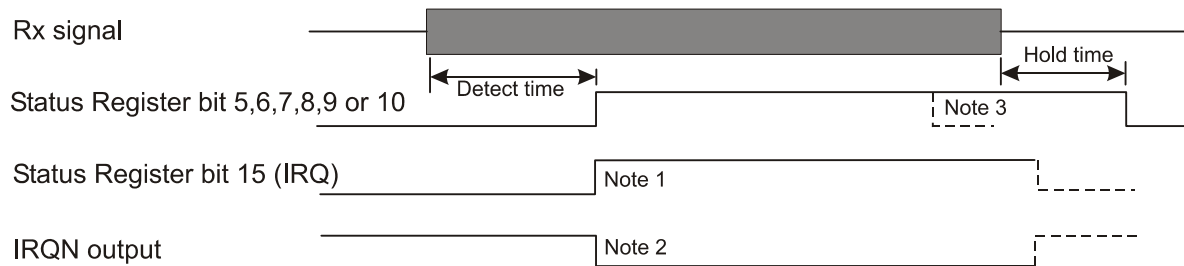 Rx signal
Hold time
Detect time
Status Register bit 5,6,7,8,9 or 10
Note 3
Status Register bit 15 (IRQ)
Note 1
IRQN output
Note 2